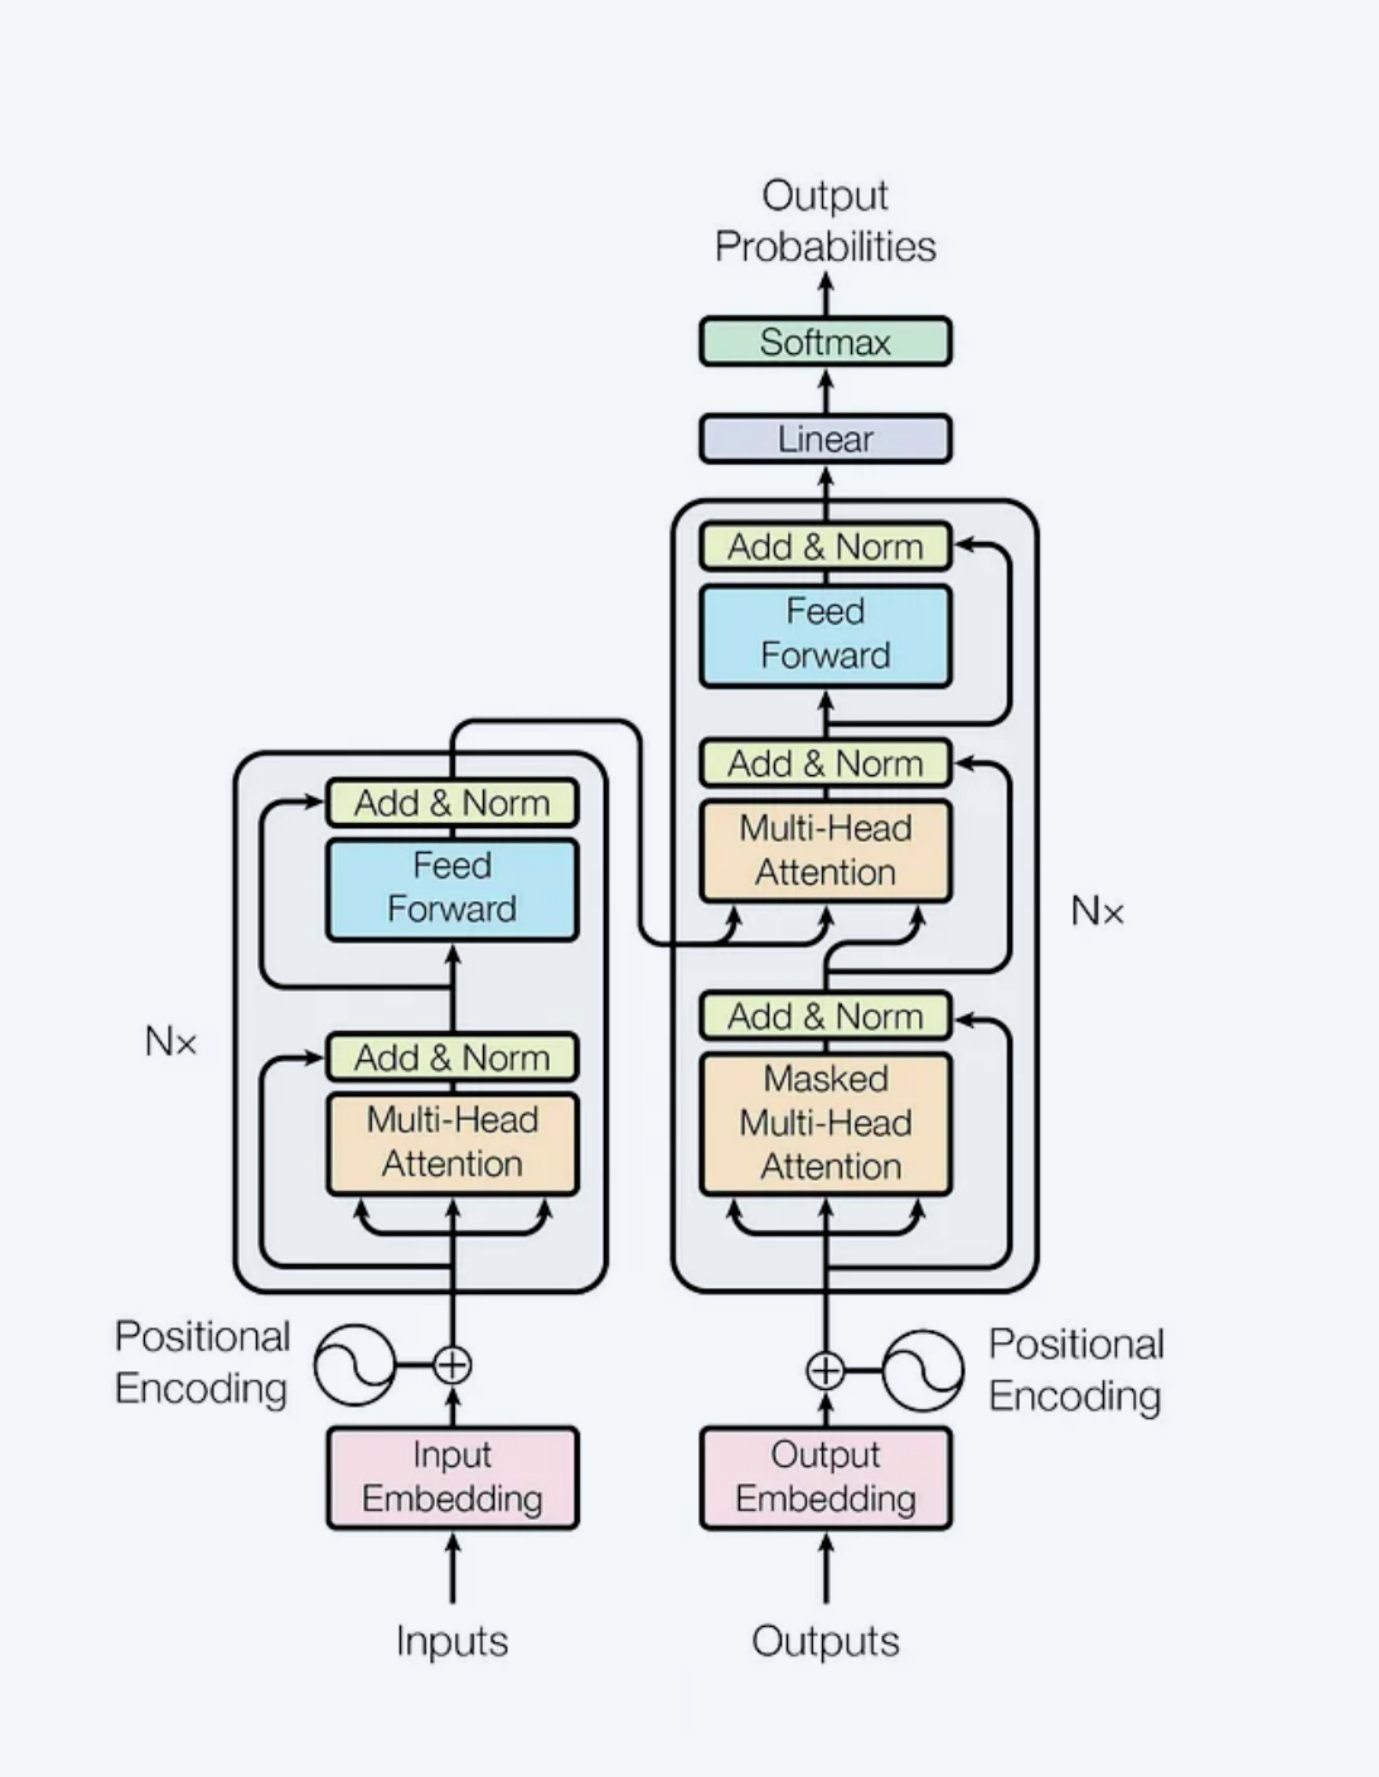 Output
Probabilities
Softmax
Linear
Add & Norm
Feed
Forward
Add & Norm
Multi-Head
Attention
Nx
Add & Norm
Masked
Multi-Head
Attention
Add & Norm
Feed
Forward
Nx
Add & Norm
Multi-Head
Attention
Positional
Encoding
Positional
Encoding
Input
Embedding
Output
Embedding
Inputs
Outputs